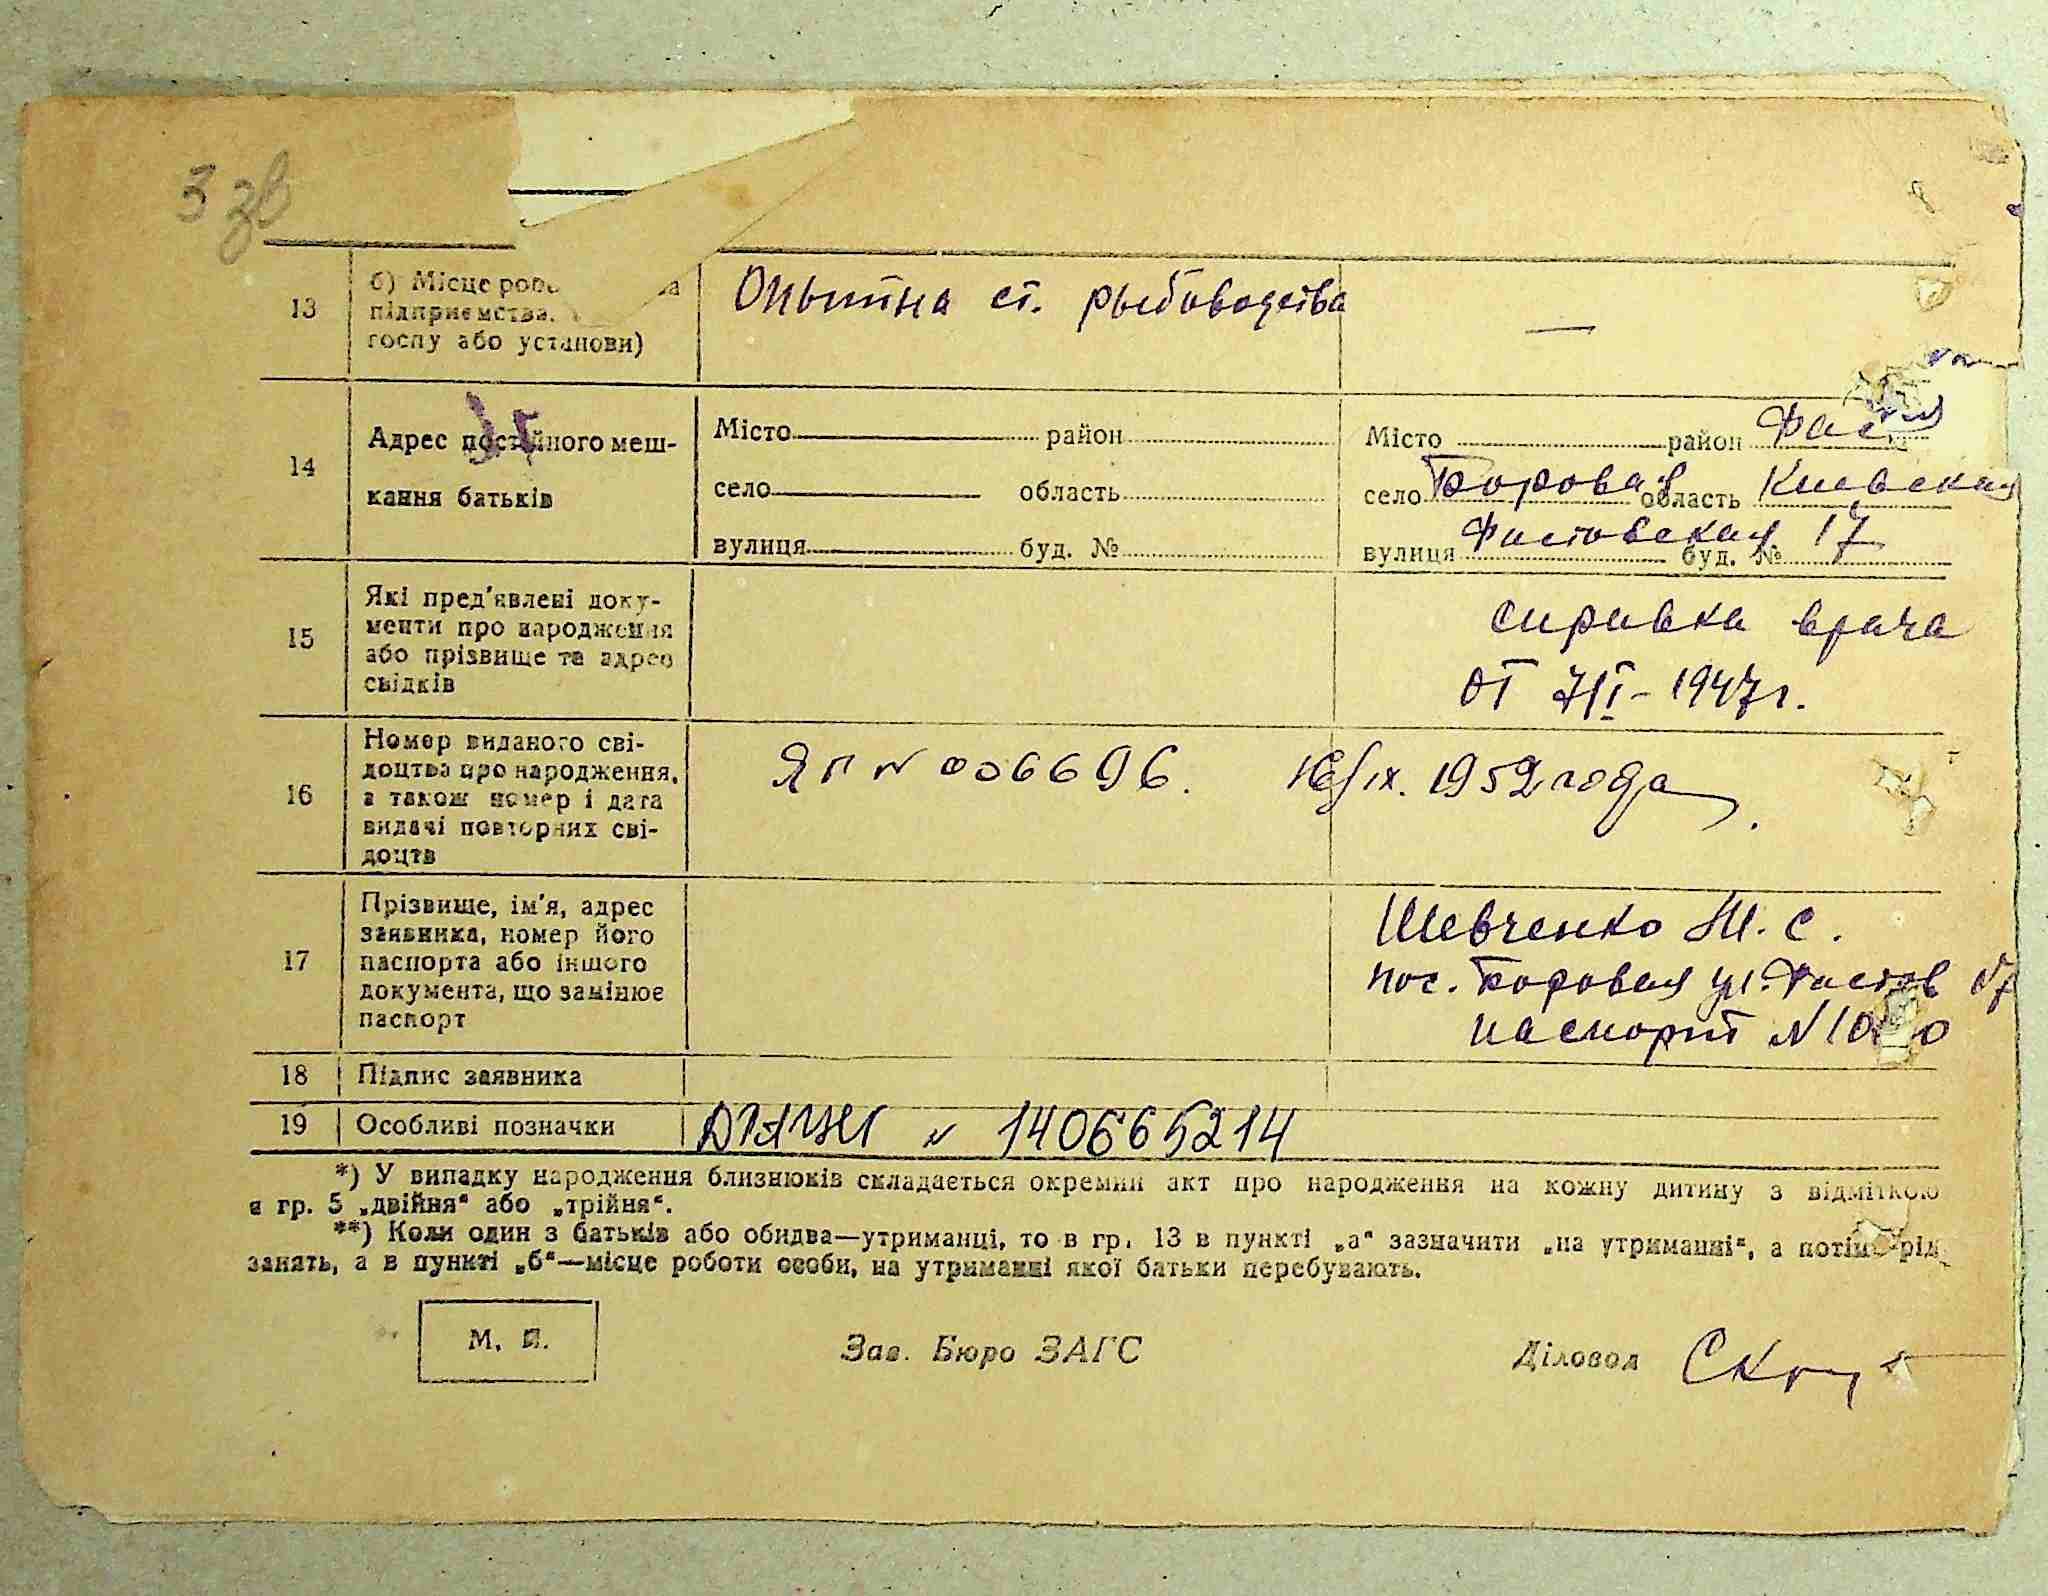 3 зв
13
б) Місце
підприємства,
госпу або установи)
Опытна ст. рыбоводства
—
14
Адрес постійного меш-
кання батьків
Місто район
село область
вулиця буд. №
Місто район Фас
село Боровая область Киевская
вулиця Фастовская буд. № 17
15
Які пред'явлені доку-
менти про народження
або прізвище та адрес
свідків
справка врача
от 7/I-1947г.
16
Номер виданого сві-
доцтва про народження,
а також номер і дата
видачі повторних сві-
доцтв
ЯП № 006696. 16/IX. 1952 года.
17
Прізвище, ім'я, адрес
заявника, номер його
паспорта або іншого
документа, що замінює
паспорт
Шевченко М. С.
пос. Боровая ул. Фастов 17
паспорт №
18
Підпис заявника
19
Особливі позначки
ДРАЦСГ № 140665214
*) У випадку народження близнюків складається окремий акт про народження на кожну дитину з відміткою
в гр. 5 „двійня" або „трійня".
**) Коли один з батьків або обидва—утриманці, то в гр. 13 в пункті „а" зазначити „на утриманні", а потім рід
занять, а в пункті „б"—місце роботи особи, на утриманні якої батьки перебувають.
М. П.
Зав. Бюро ЗАГС
Діловод